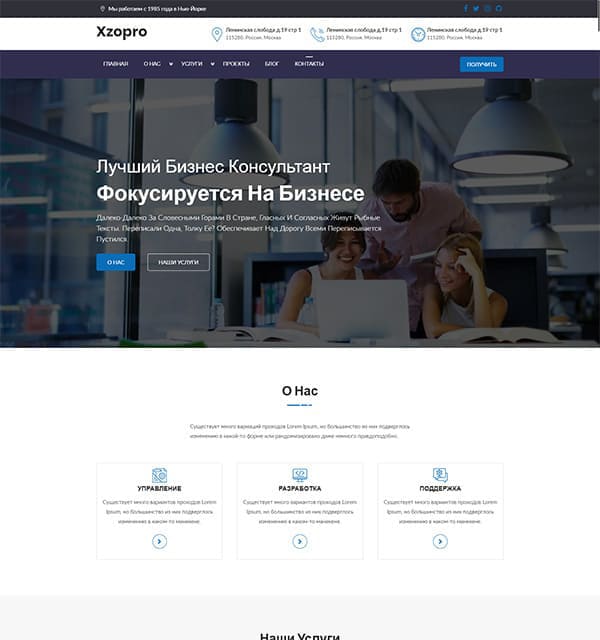 Мы работаем с 1985 года в Нью-Йорке
Xzopro
Ленинская слобода д.19 стр 1
115280, Россия, Москва
Ленинская слобода д.19 стр 1
115280, Россия, Москва
Ленинская слобода д.19 стр 1
115280, Россия, Москва
ГЛАВНАЯ О НАС УСЛУГИ ПРОЕКТЫ БЛОГ КОНТАКТЫ
ПОЛУЧИТЬ
Лучший Бизнес Консультант
Фокусируется На Бизнесе
Далеко-Далеко За Словесными Горами В Стране, Гласных И Согласных Живут Рыбные
Тексты. Переписали Одна, Толку Ее? Обеспечивает Над Дорогу Всеми Переписывается
Пустился.
О НАС НАШИ УСЛУГИ
О Нас
Существует много вариаций проходов Lorem Ipsum, но большинство из них подверглось
изменению в какой-то форме или рандомизировано даже немного правдоподобно.
УПРАВЛЕНИЕ
Существует много вариантов проходов Lorem
Ipsum, но большинство из них подверглось
изменению в каком-то манекене.
РАЗРАБОТКА
Существует много вариантов проходов Lorem
Ipsum, но большинство из них подверглось
изменению в каком-то манекене.
ПОДДЕРЖКА
Существует много вариантов проходов Lorem
Ipsum, но большинство из них подверглось
изменению в каком-то манекене.
Наши Услуги